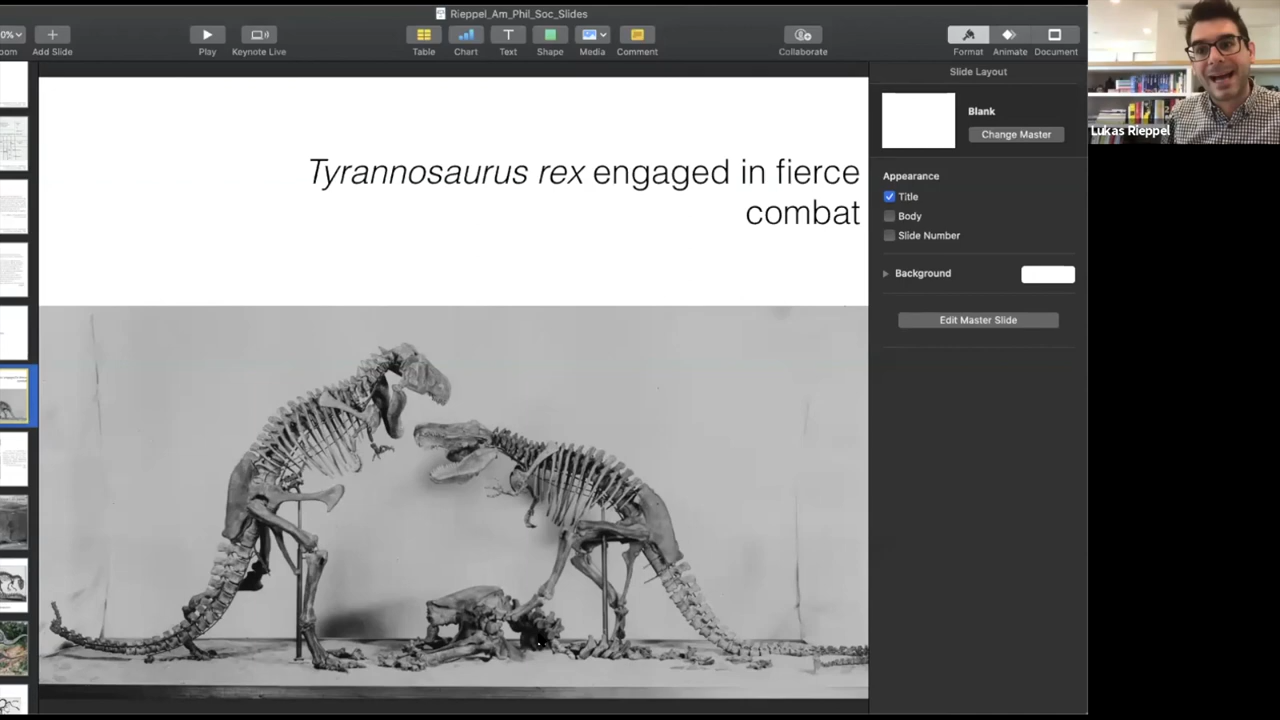 Rieppel_Am_Phil_Soc_Slides
0%
Add Slide
Play
Keynote Live
Table
Chart
Text
Shape
Media
Comment
Collaborate
Format
Animate
Document
Slide Layout
Blank
Change Master
Appearance
Title
Body
Slide Number
Background
Edit Master Slide
Tyrannosaurus rex engaged in fierce
combat
Lukas Rieppel